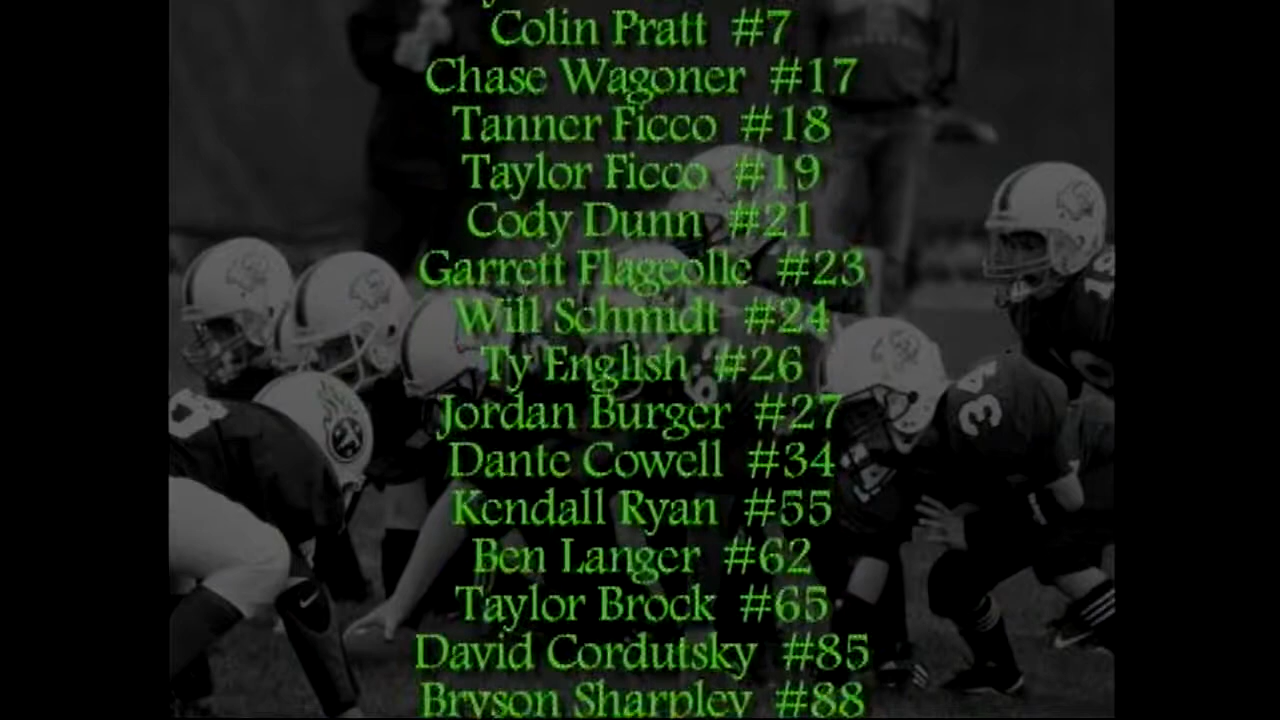 Colin Pratt #7
Chase Wagoner #17
Tanner Ficco #18
Taylor Ficco #19
Cody Dunn #21
Garrett Flageolle #23
Will Schmidt #24
Ty English #26
Jordan Burger #27
Dante Cowell #34
Kendall Ryan #55
Ben Langer #62
Taylor Brock #65
David Cordutsky #85
Bryson Sharpley #88
34